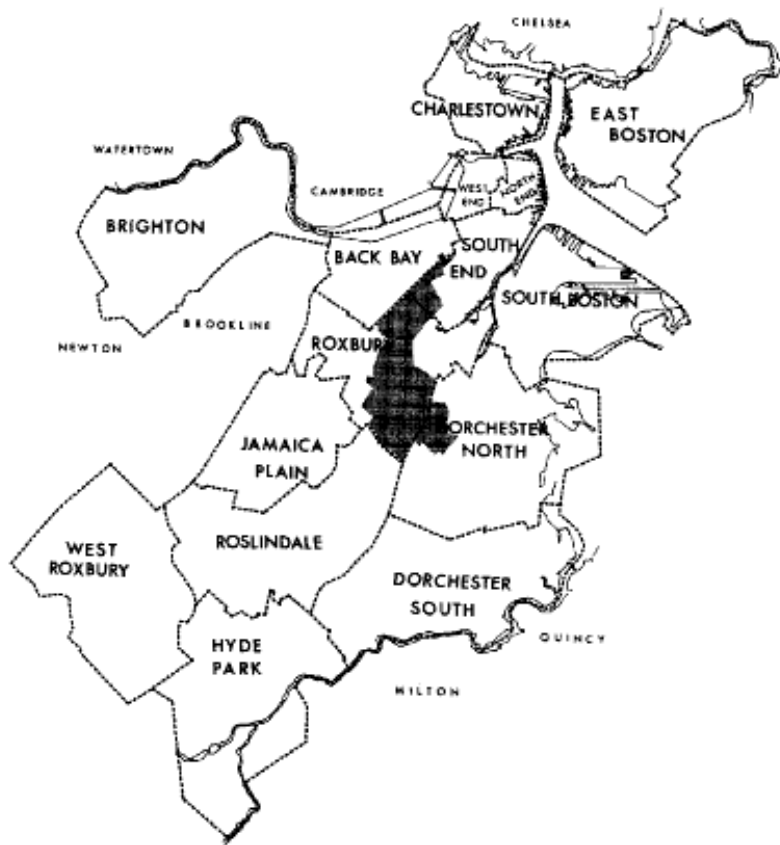 CHELSEA
CHARLESTOWN
EAST
BOSTON
WATERTOWN
CAMBRIDGE
WEST
END
NORTH
END
BRIGHTON
BACK BAY
SOUTH
END
SOUTH BOSTON
BROOKLINE
NEWTON
ROXBUR
DORCHESTER
NORTH
JAMAICA
PLAIN
WEST
ROXBURY
ROSLINDALE
DORCHESTER
SOUTH
QUINCY
HYDE
PARK
MILTON